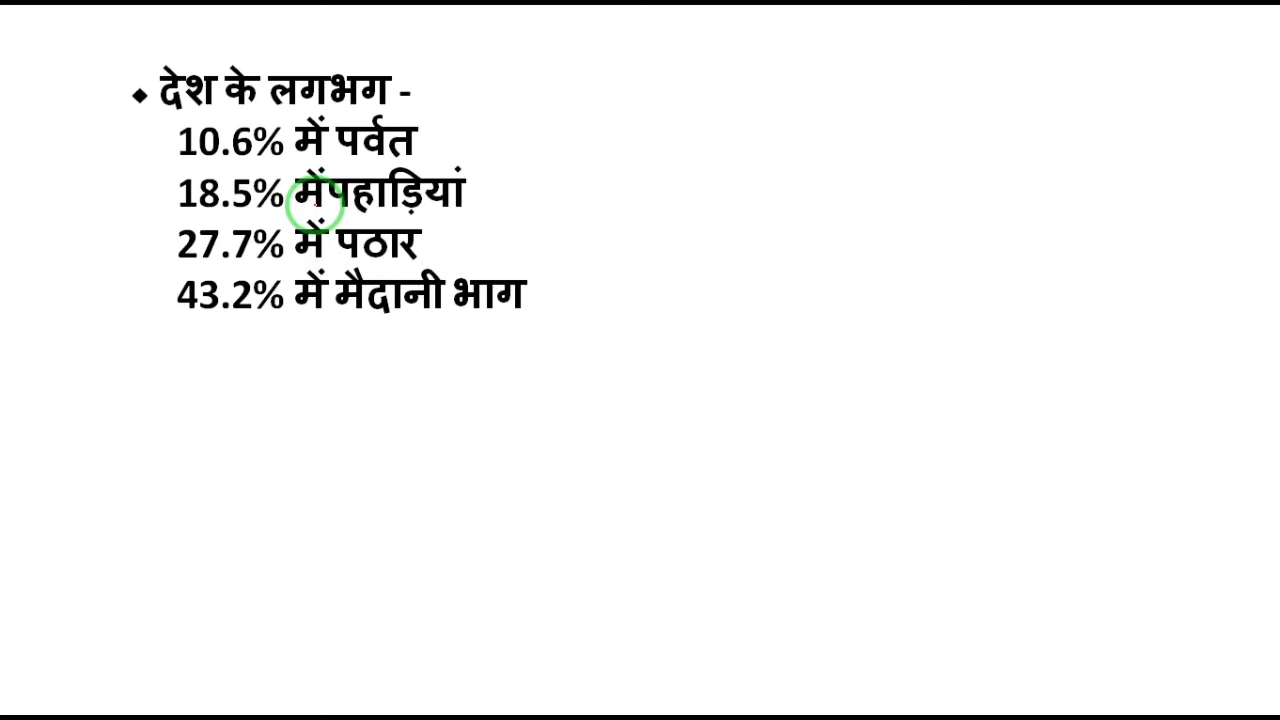 ◆ देश के लगभग -
10.6% में पर्वत
18.5% मेंपहाड़ियां
27.7% में पठार
43.2% में मैदानी भाग